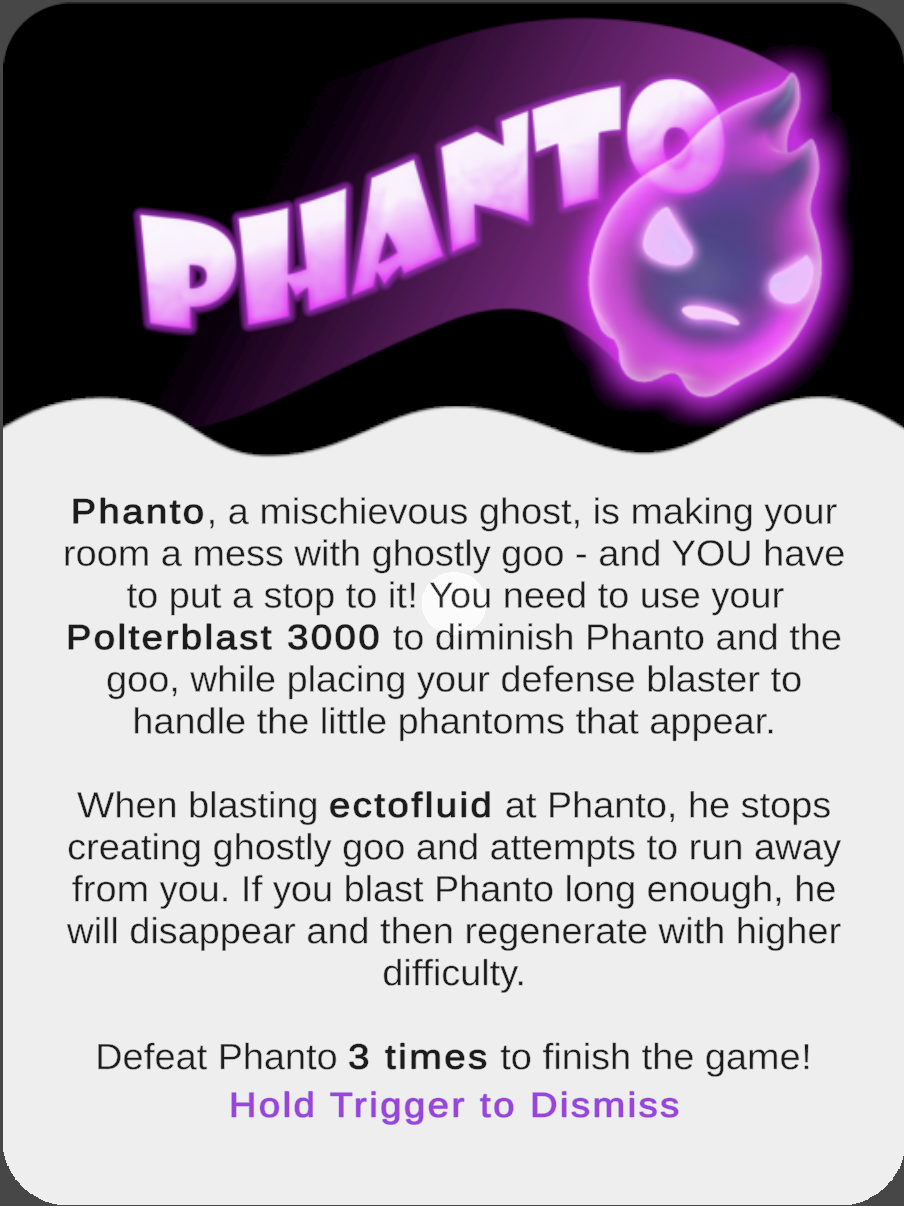 PHANTO
Phanto, a mischievous ghost, is making your
room a mess with ghostly goo - and YOU have
to put a stop to it! You need to use your
Polterblast 3000 to diminish Phanto and the
goo, while placing your defense blaster to
handle the little phantoms that appear.
When blasting ectofluid at Phanto, he stops
creating ghostly goo and attempts to run away
from you. If you blast Phanto long enough, he
will disappear and then regenerate with higher
difficulty.
Defeat Phanto 3 times to finish the game!
Hold Trigger to Dismiss